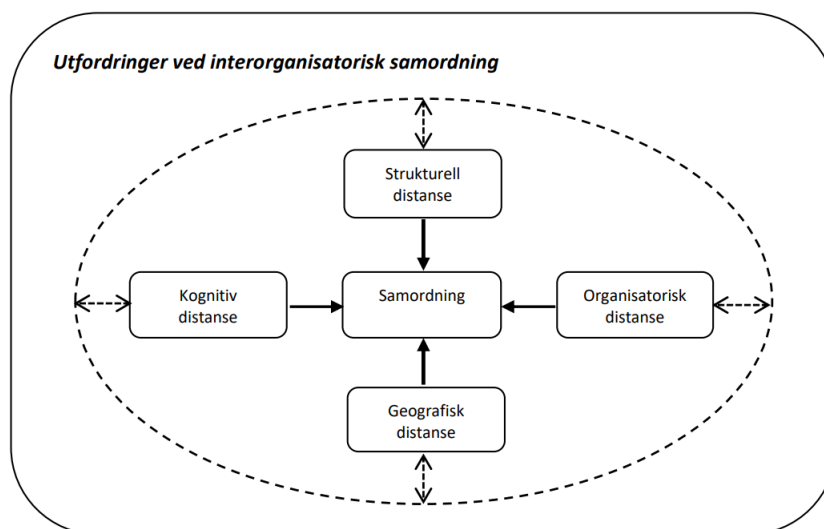 Utfordringer ved interorganisatorisk samordning
Strukturell
distanse
Kognitiv
distanse
Samordning
Organisatorisk
distanse
Geografisk
distanse